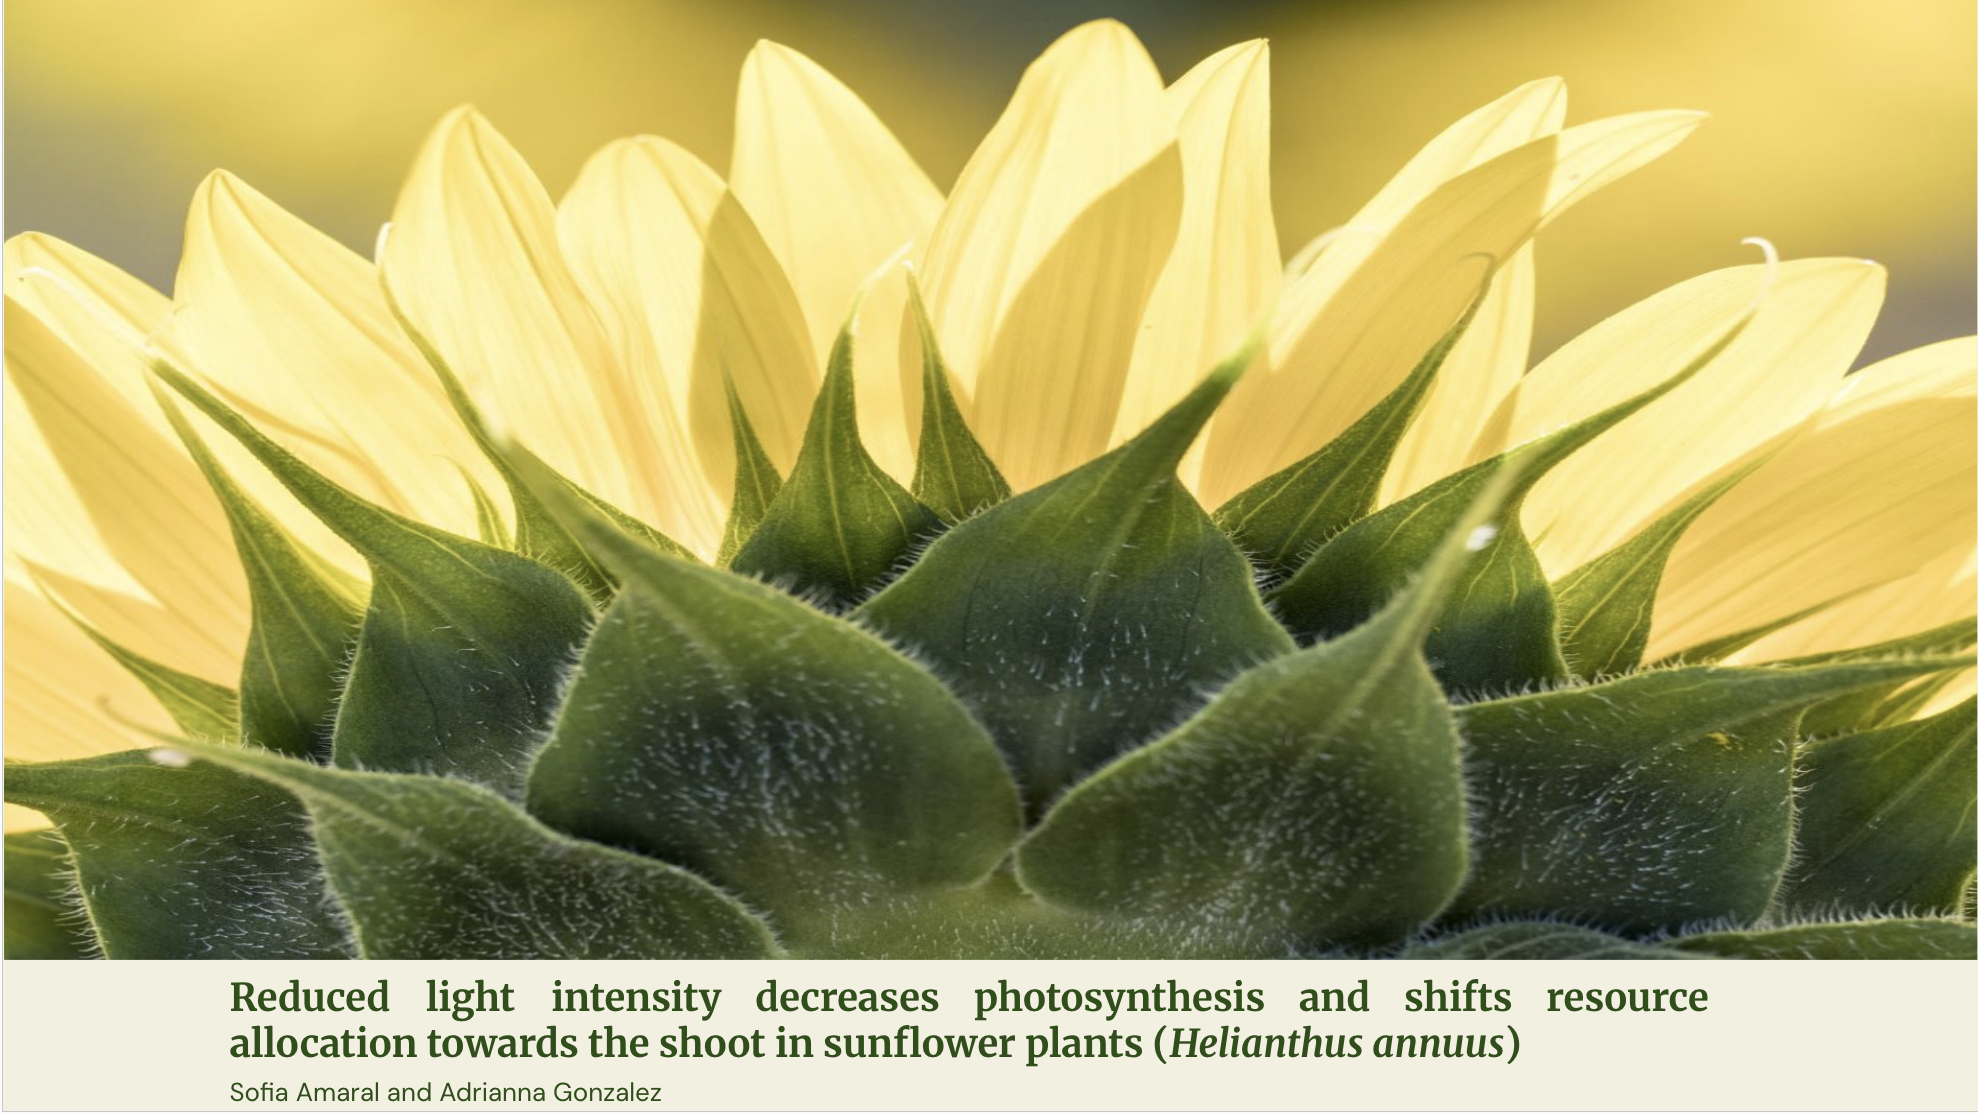 Reduced light intensity decreases photosynthesis and shifts resource
allocation towards the shoot in sunflower plants (Helianthus annuus)
Sofia Amaral and Adrianna Gonzalez